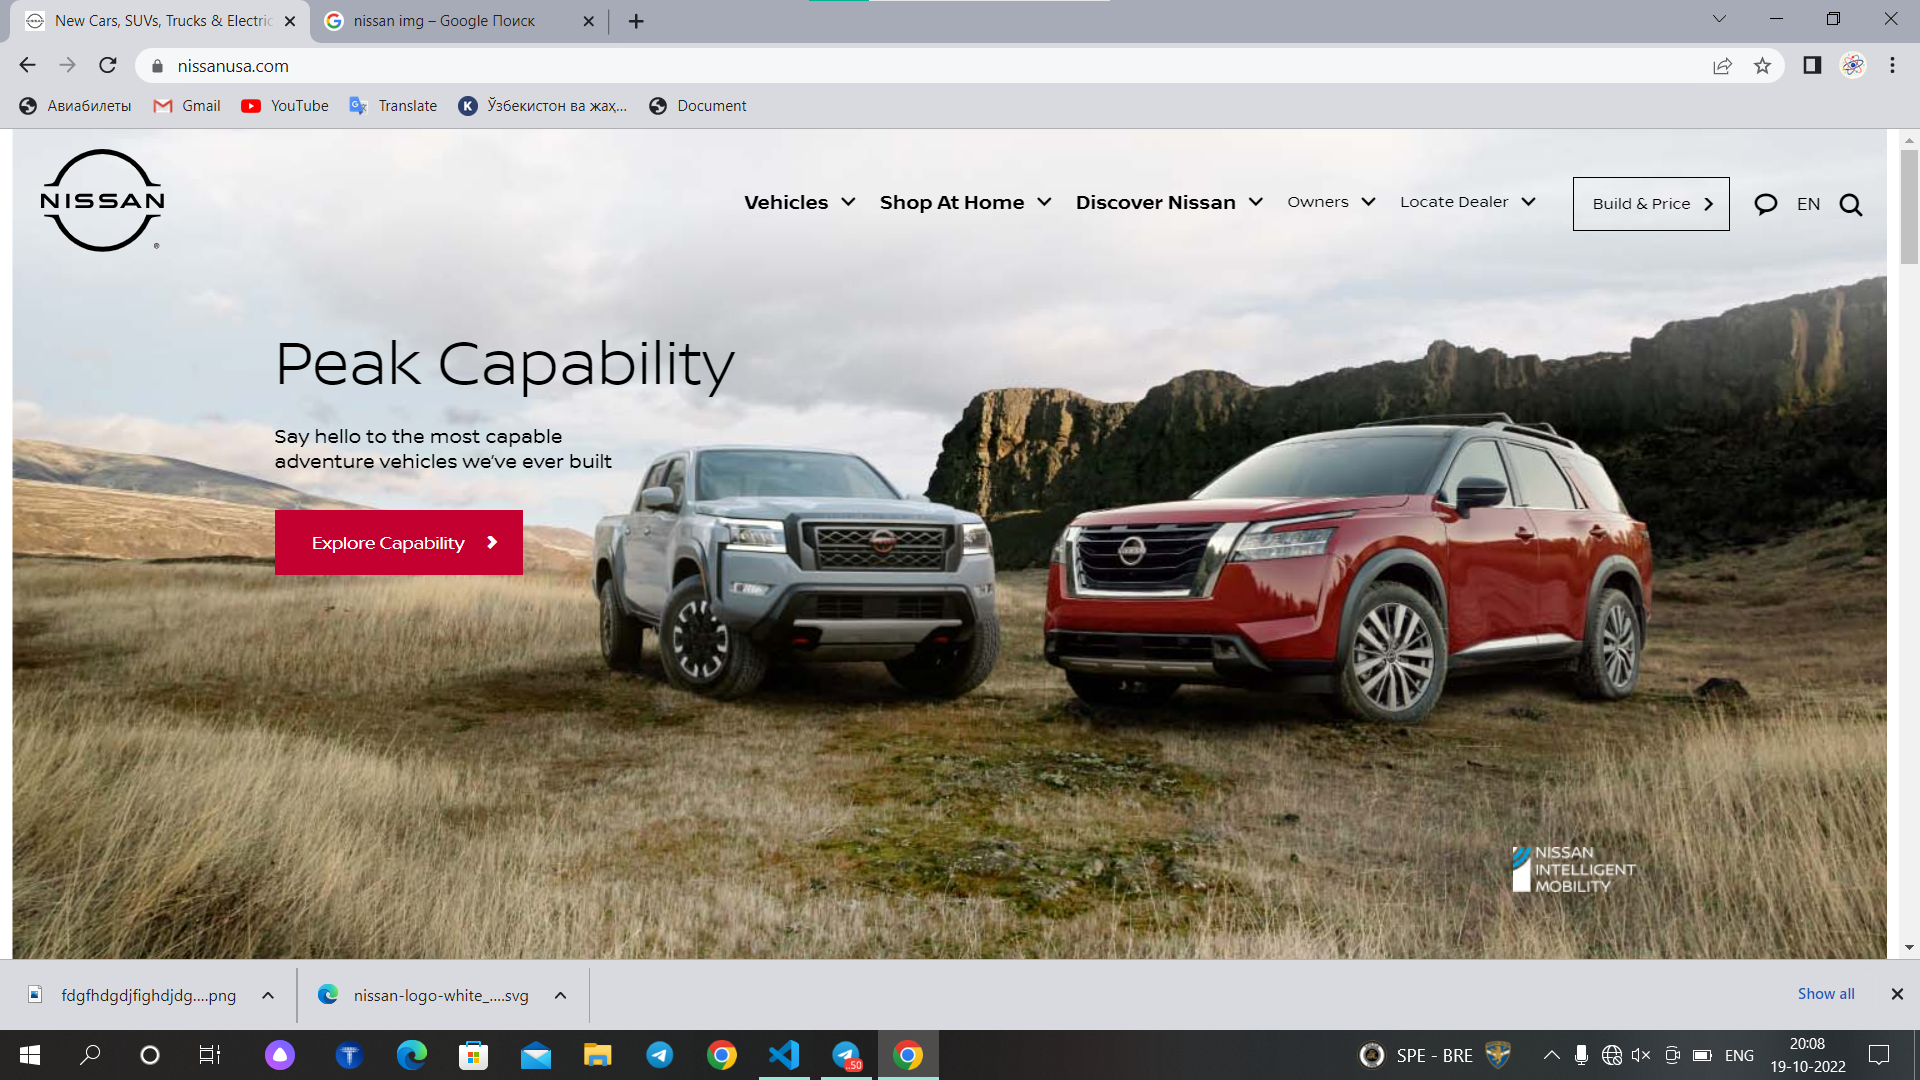 New Cars, SUVs, Trucks & Electric
nissan img – Google Поиск
nissanusa.com
Авиабилеты
Gmail
YouTube
Translate
K
Ўзбекистон ва жаҳ...
Document
NISSAN
®
Vehicles
Shop At Home
Discover Nissan
Owners
Locate Dealer
Build & Price
EN
Peak Capability
Say hello to the most capable
adventure vehicles we've ever built
Explore Capability
NISSAN
INTELLIGENT
MOBILITY
fdgfhdgdjfighdjdg....png
nissan-logo-white_....svg
Show all
SPE - BRE
ENG
20:08
19-10-2022
..50